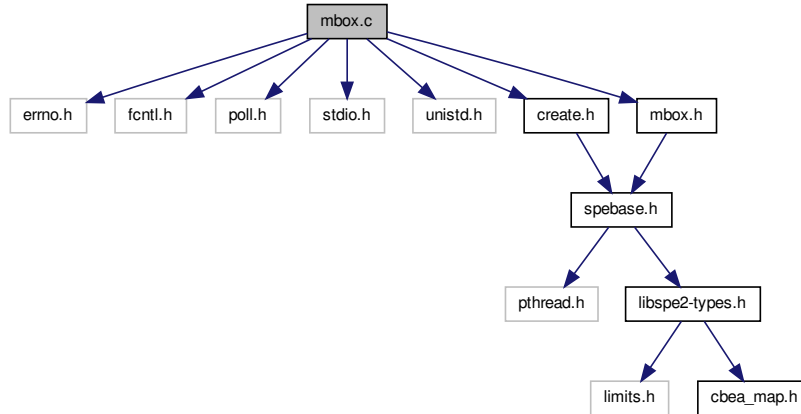 mbox.c
errno.h
fcntl.h
poll.h
stdio.h
unistd.h
create.h
mbox.h
spebase.h
pthread.h
libspe2-types.h
limits.h
cbea_map.h